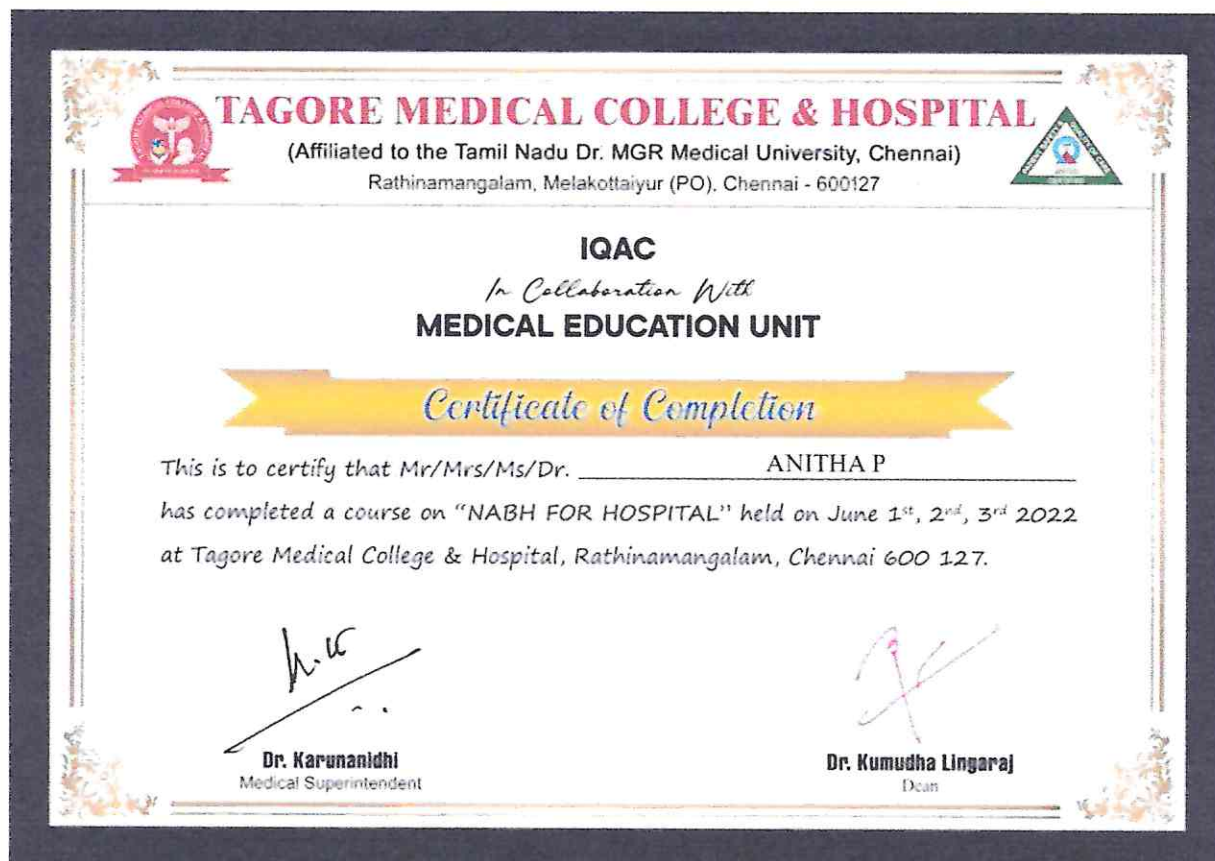 TAGORE MEDICAL COLLEGE & HOSPITAL
(Affiliated to the Tamil Nadu Dr. MGR Medical University, Chennai)
Rathinamangalam, Melakottaiyur (PO). Chennai - 600127
IQAC
In Collaboration With
MEDICAL EDUCATION UNIT
Certificate of Completion
This is to certify that Mr/Mrs/Ms/Dr. ANITHA P
has completed a course on "NABH FOR HOSPITAL" held on June 1st, 2nd, 3rd 2022
at Tagore Medical College & Hospital, Rathinamangalam, Chennai 600 127.
Dr. Karunanidhi
Medical Superintendent
Dr. Kumudha Lingaraj
Dean